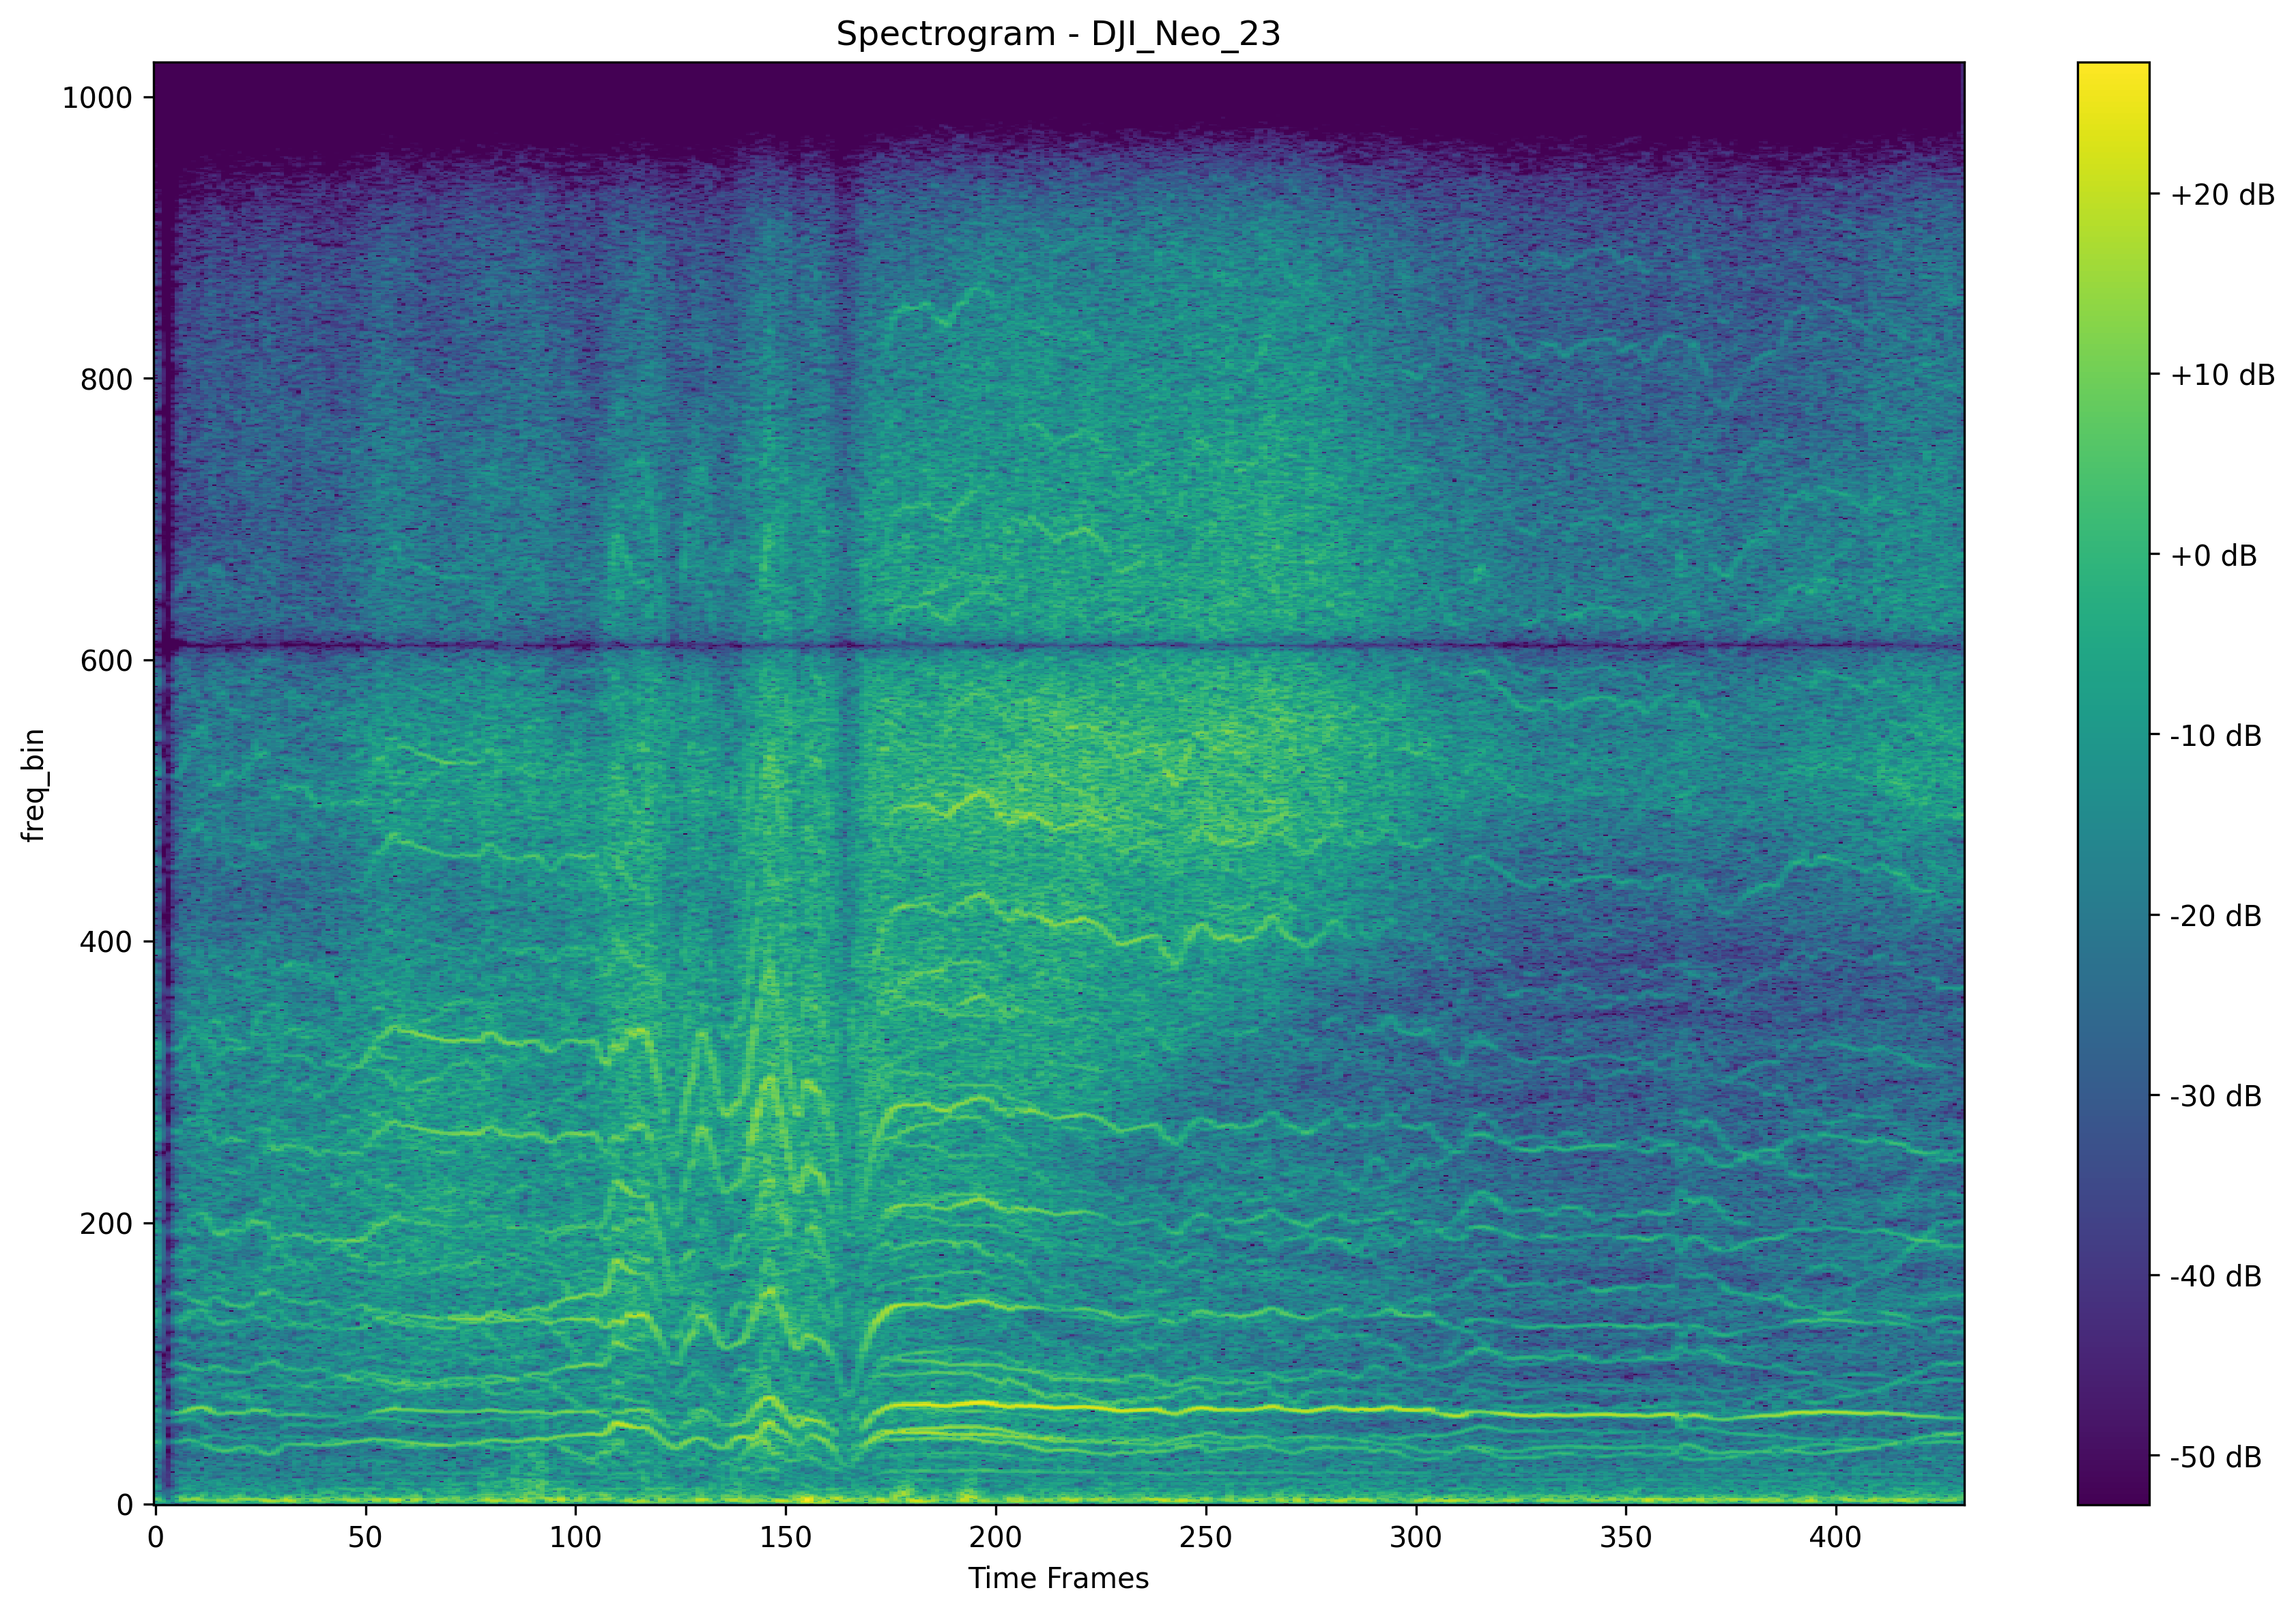 Spectrogram - DJI_Neo_23
1000
800
600
400
200
0
freq_bin
0 50 100 150 200 250 300 350 400
Time Frames
+20 dB
+10 dB
+0 dB
-10 dB
-20 dB
-30 dB
-40 dB
-50 dB